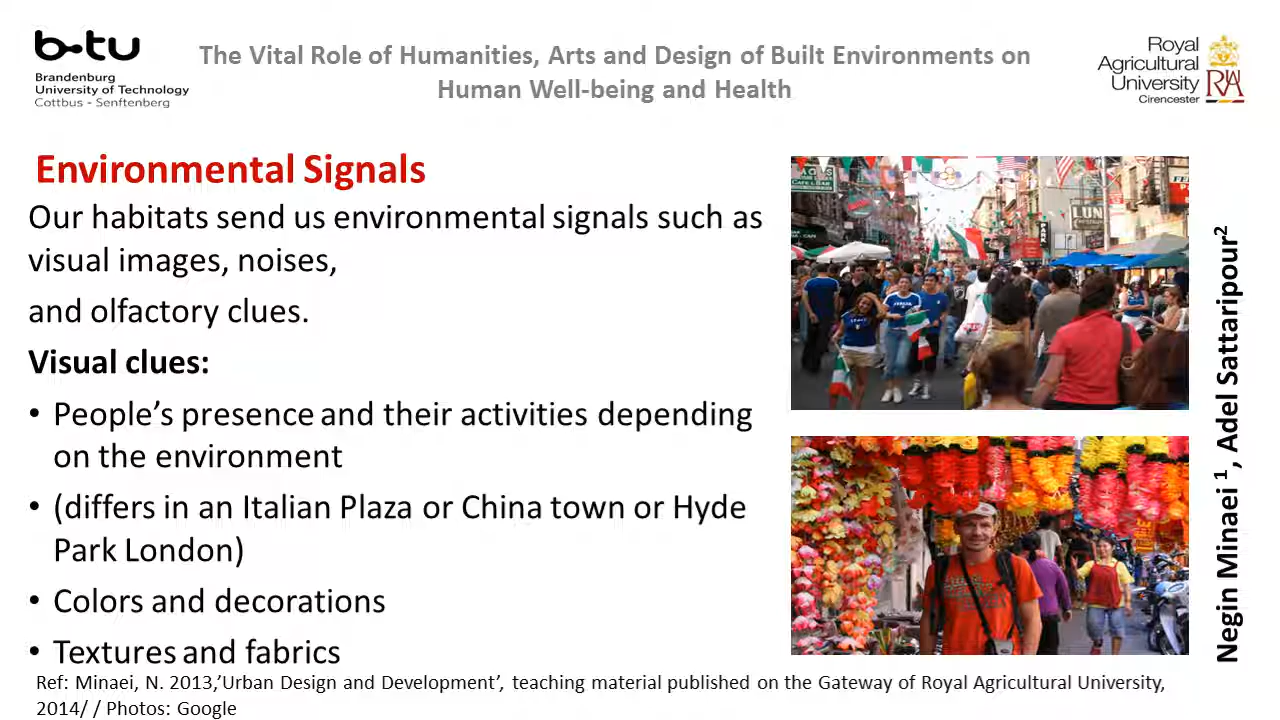 b-tu
Brandenburg
University of Technology
Cottbus - Senftenberg
The Vital Role of Humanities, Arts and Design of Built Environments on
Human Well-being and Health
Royal
Agricultural
University
Cirencester
Environmental Signals
Our habitats send us environmental signals such as
visual images, noises,
and olfactory clues.
Visual clues:
• People’s presence and their activities depending
on the environment
• (differs in an Italian Plaza or China town or Hyde
Park London)
• Colors and decorations
• Textures and fabrics
LUN
Negin Minaei ¹, Adel Sattaripour²
Ref: Minaei, N. 2013,’Urban Design and Development’, teaching material published on the Gateway of Royal Agricultural University,
2014/ / Photos: Google